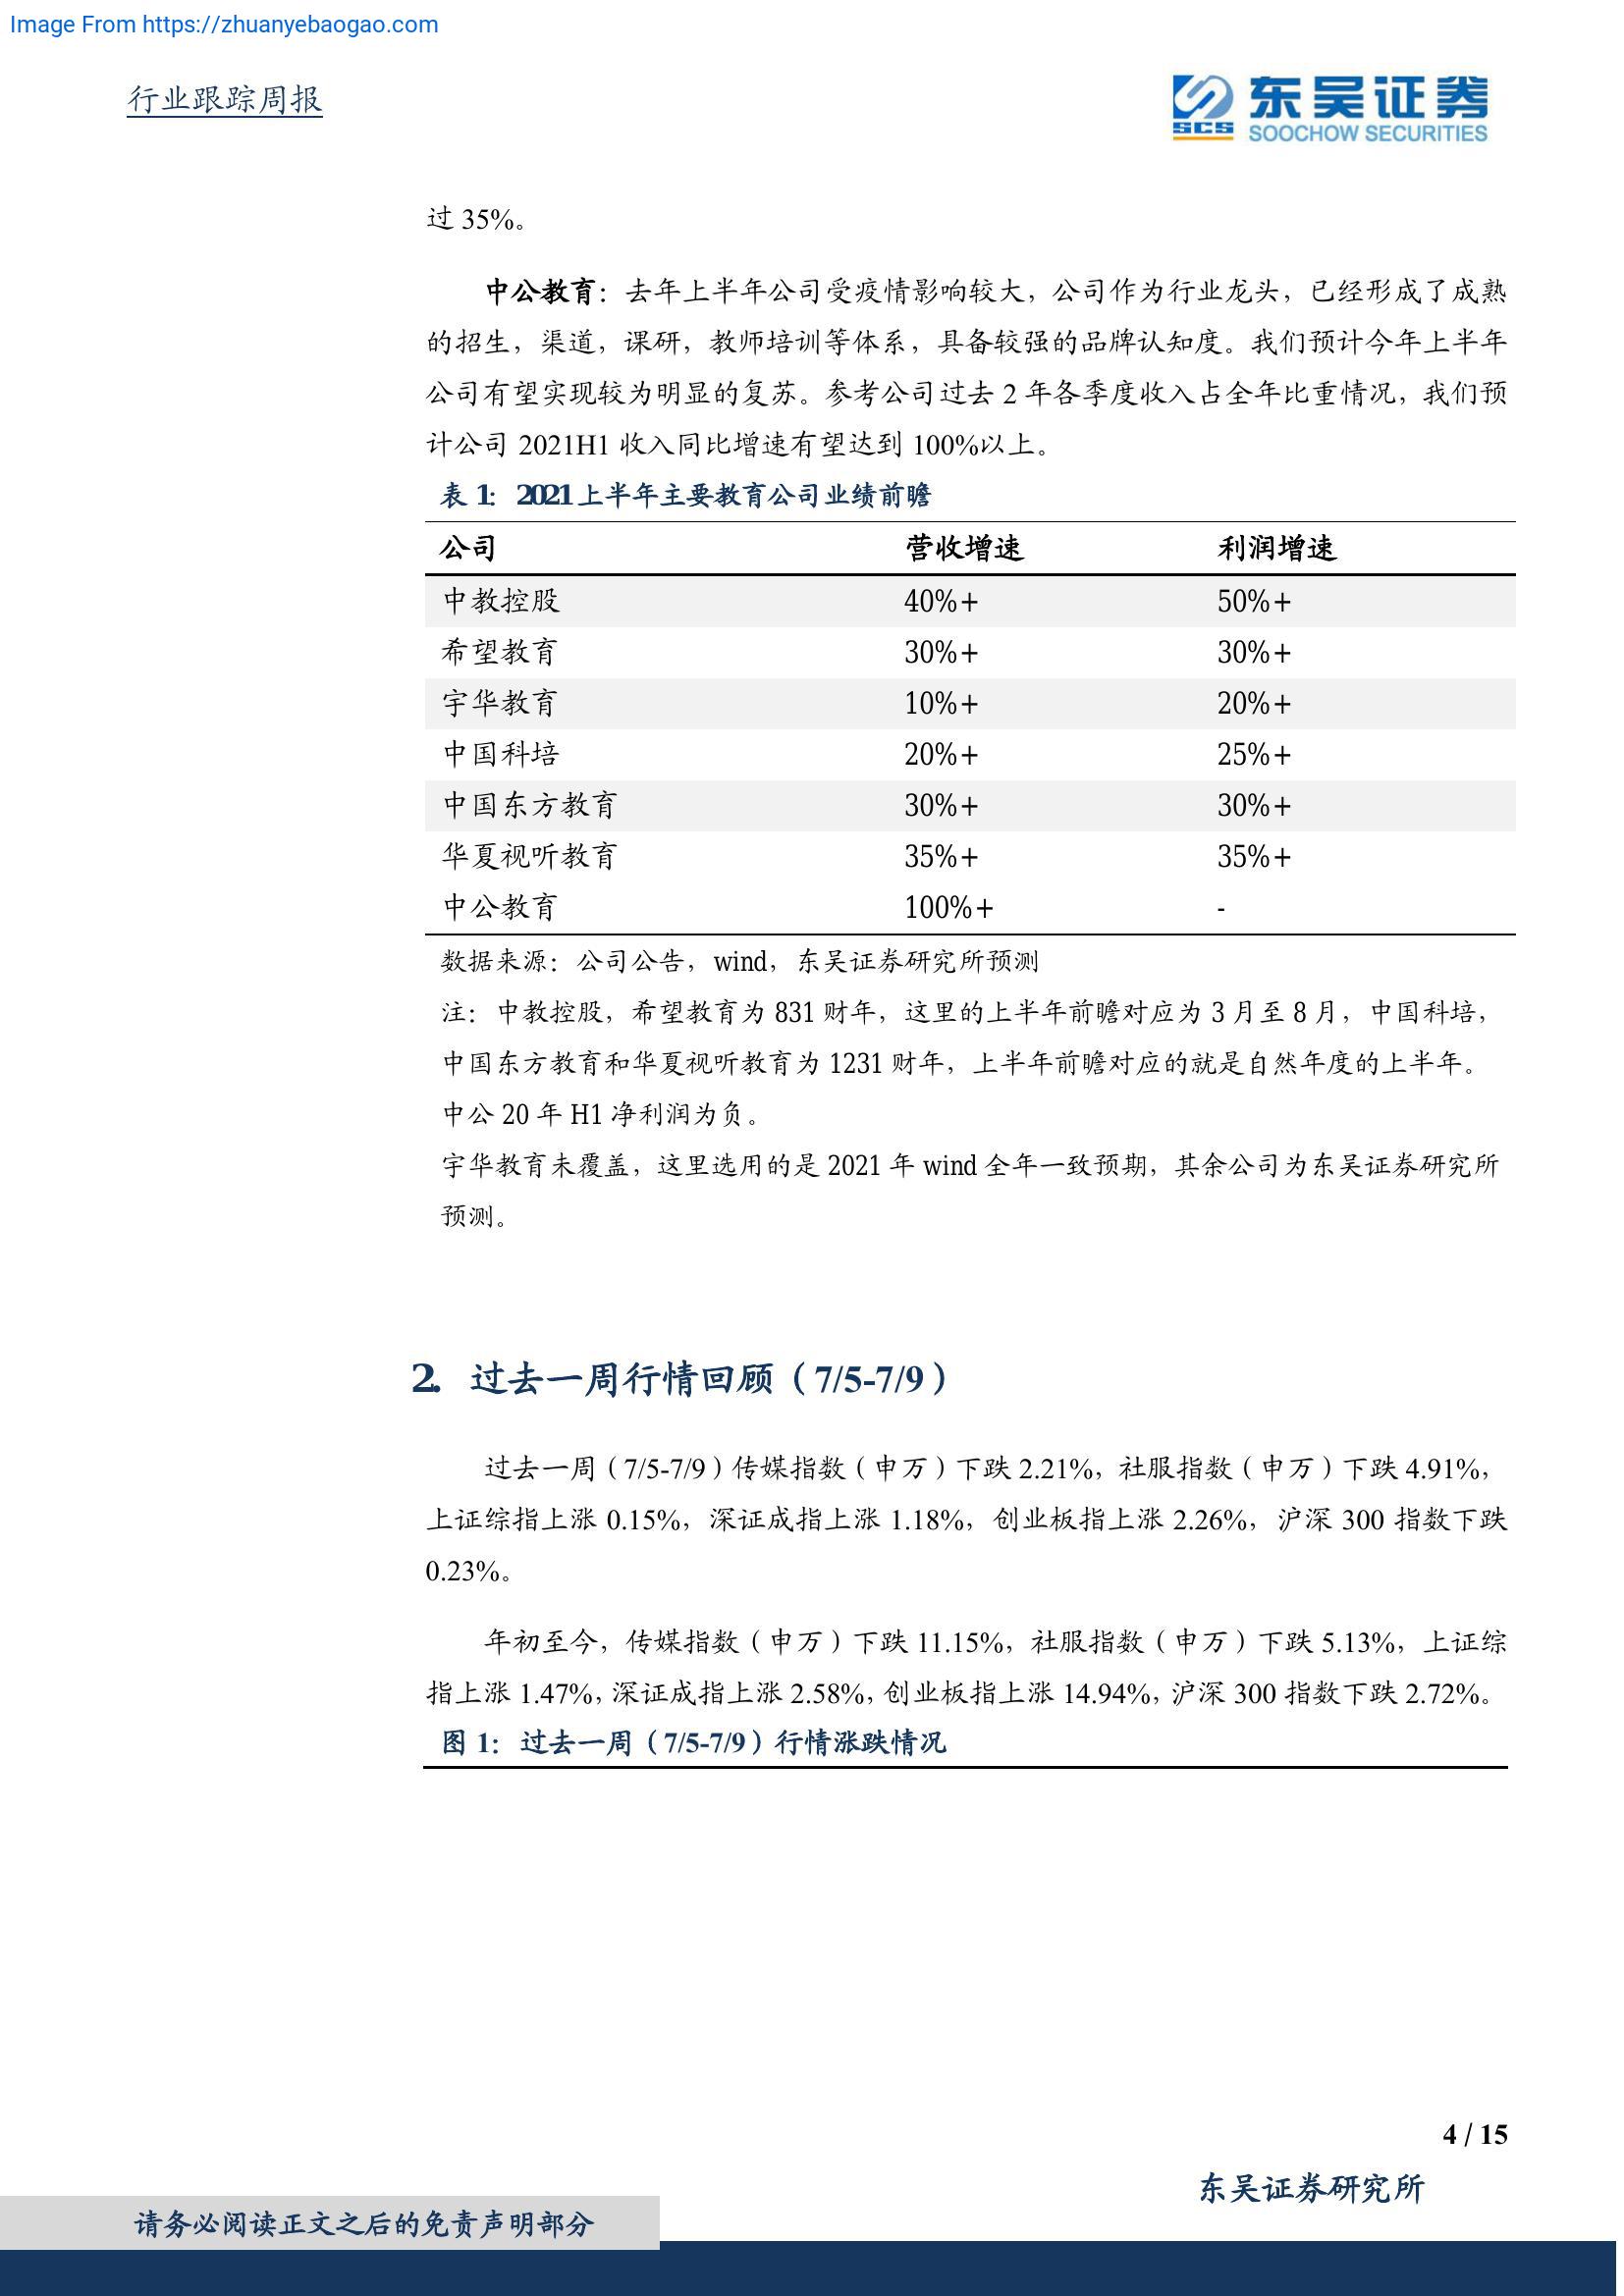 Image From https://zhuanyebaogao.com
行业跟踪周报
东吴证券
SCS
SOOCHOW SECURITIES
过 35%。
中公教育：去年上半年公司受疫情影响较大，公司作为行业龙头，已经形成了成熟
的招生，渠道，课研，教师培训等体系，具备较强的品牌认知度。我们预计今年上半年
公司有望实现较为明显的复苏。参考公司过去 2 年各季度收入占全年比重情况，我们预
计公司 2021H1 收入同比增速有望达到 100%以上。
表 1：2021 上半年主要教育公司业绩前瞻
公司 营收增速 利润增速
中教控股 40%+ 50%+
希望教育 30%+ 30%+
宇华教育 10%+ 20%+
中国科培 20%+ 25%+
中国东方教育 30%+ 30%+
华夏视听教育 35%+ 35%+
中公教育 100%+ -
数据来源：公司公告，wind，东吴证券研究所预测
注：中教控股，希望教育为 831 财年，这里的上半年前瞻对应为 3 月至 8 月，中国科培，
中国东方教育和华夏视听教育为 1231 财年，上半年前瞻对应的就是自然年度的上半年。
中公 20 年 H1 净利润为负。
宇华教育未覆盖，这里选用的是 2021 年 wind 全年一致预期，其余公司为东吴证券研究所
预测。
2. 过去一周行情回顾（7/5-7/9）
过去一周（7/5-7/9）传媒指数（申万）下跌 2.21%，社服指数（申万）下跌 4.91%，
上证综指上涨 0.15%，深证成指上涨 1.18%，创业板指上涨 2.26%，沪深 300 指数下跌
0.23%。
年初至今，传媒指数（申万）下跌 11.15%，社服指数（申万）下跌 5.13%，上证综
指上涨 1.47%，深证成指上涨 2.58%，创业板指上涨 14.94%，沪深 300 指数下跌 2.72%。
图 1：过去一周（7/5-7/9）行情涨跌情况
4 / 15
东吴证券研究所
请务必阅读正文之后的免责声明部分